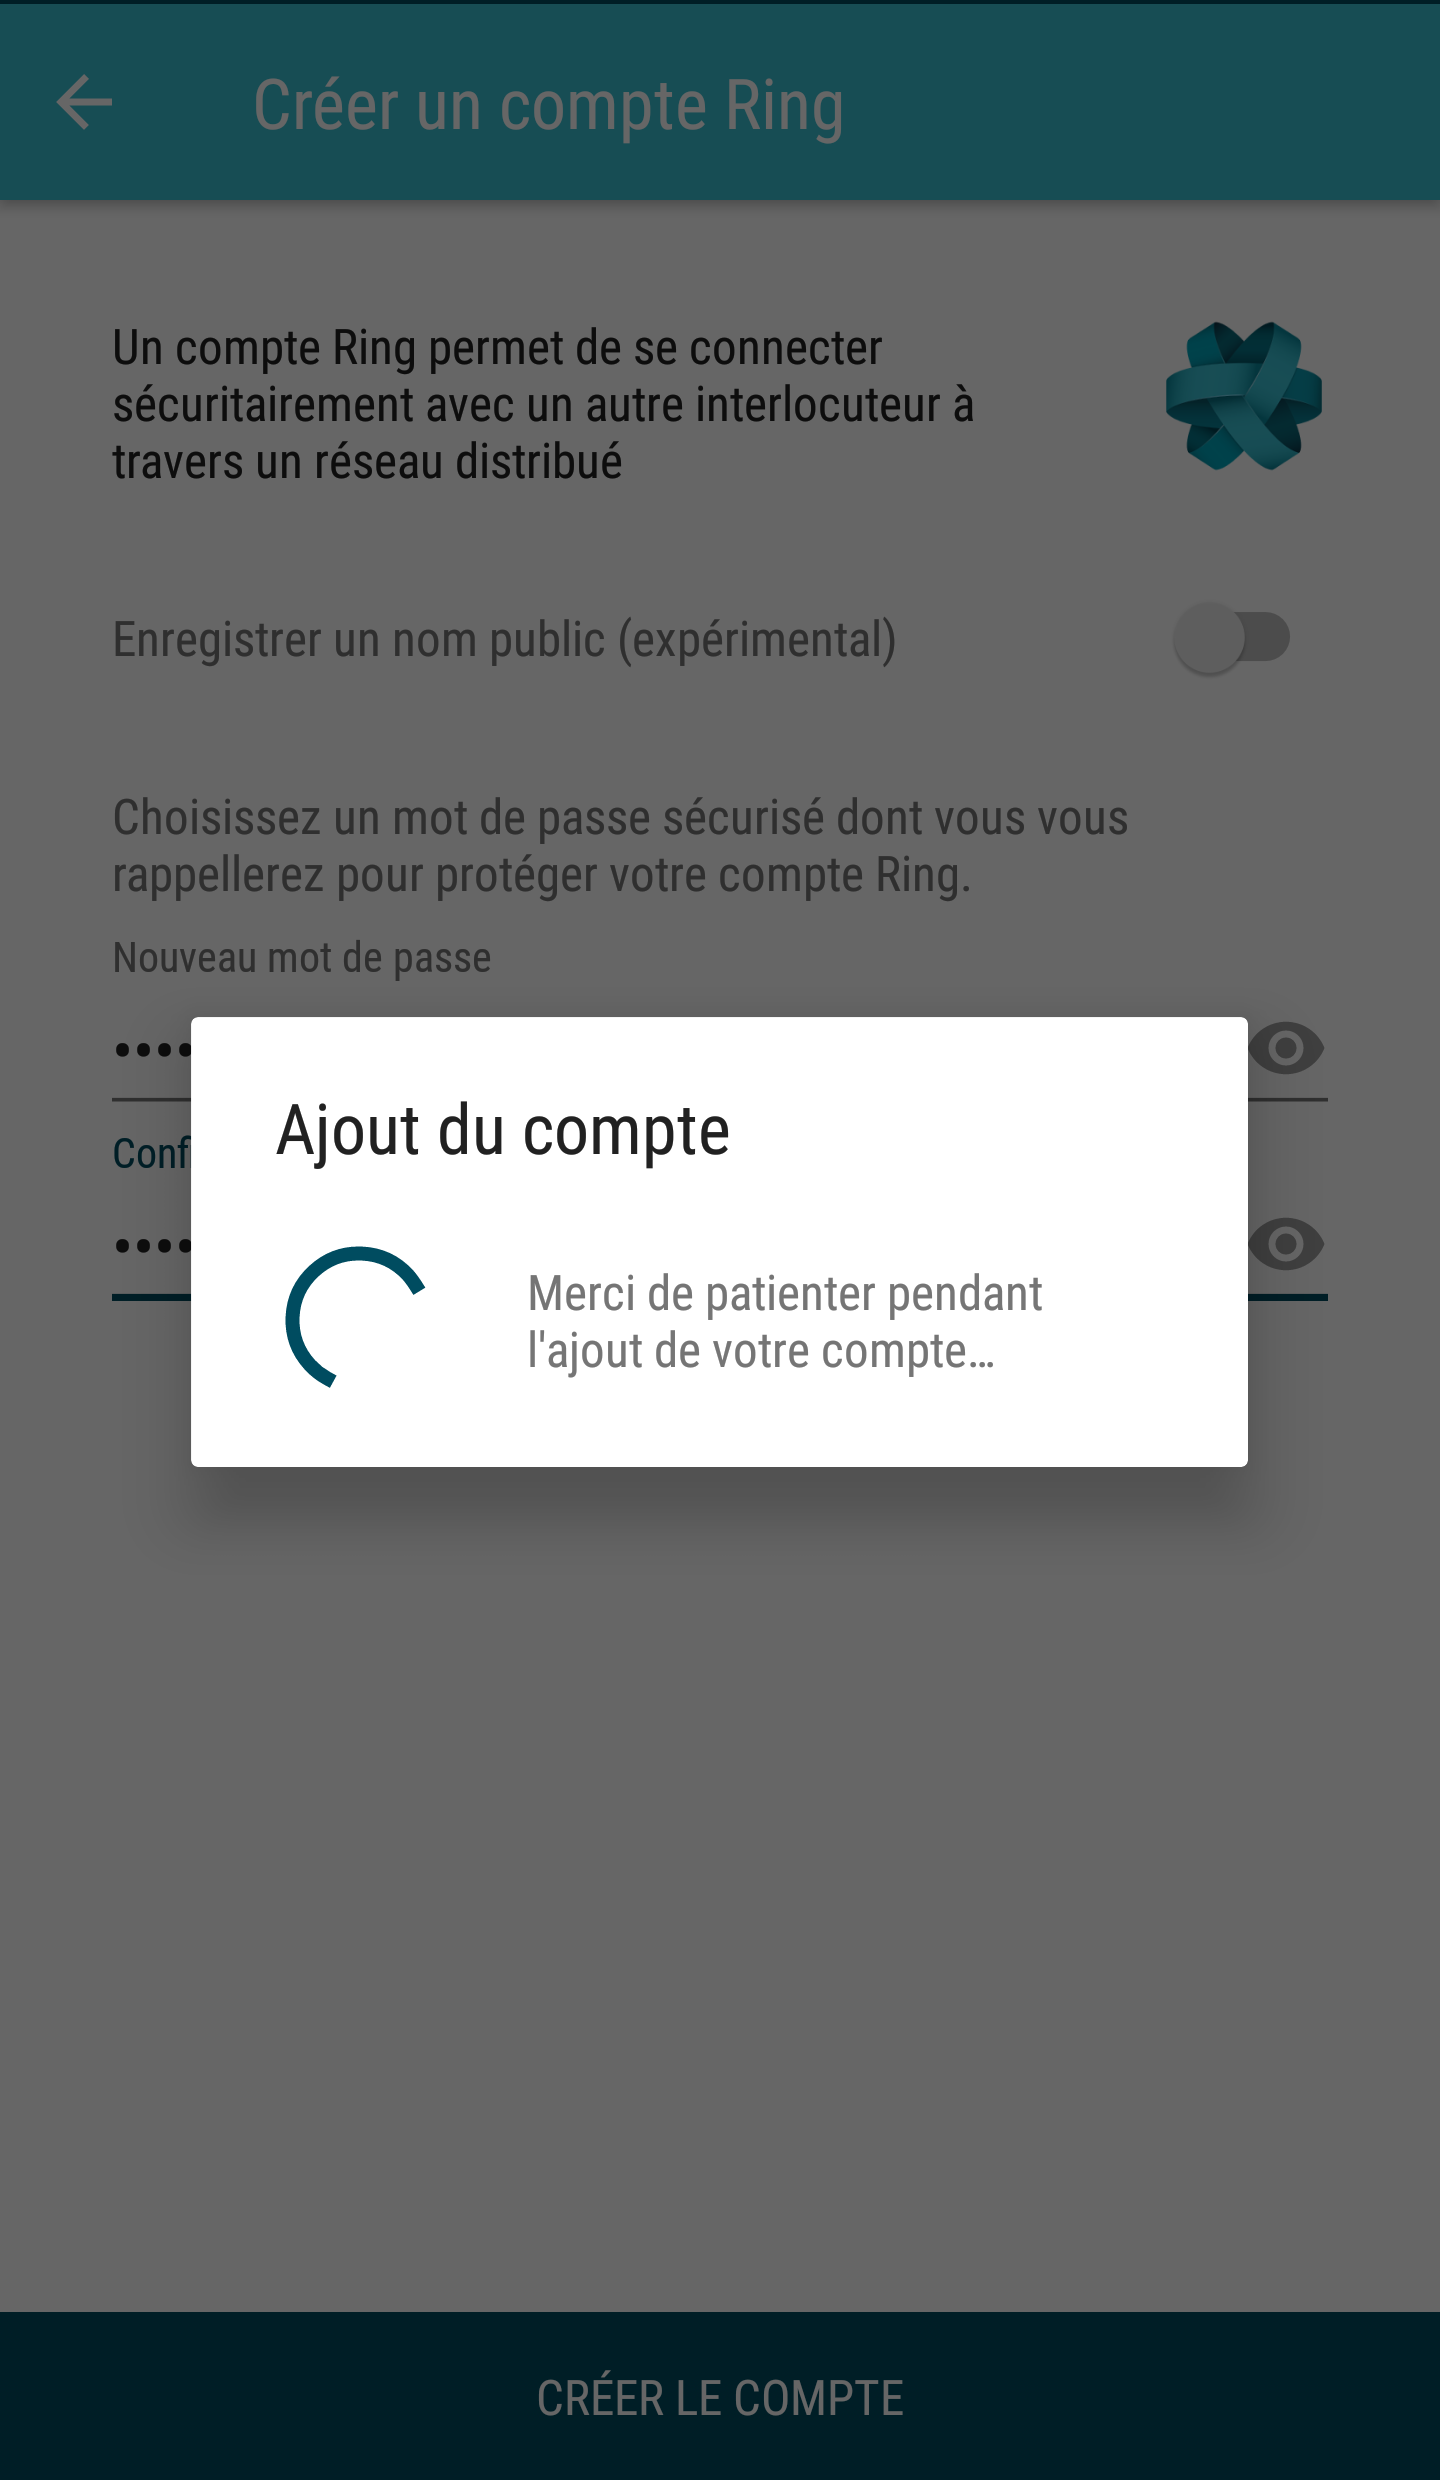 Créer un compte Ring
Un compte Ring permet de se connecter
sécuritairement avec un autre interlocuteur à
travers un réseau distribué
Enregistrer un nom public (expérimental)
Choisissez un mot de passe sécurisé dont vous vous
rappellerez pour protéger votre compte Ring.
Nouveau mot de passe
Ajout du compte
Merci de patienter pendant
l'ajout de votre compte…
CRÉER LE COMPTE